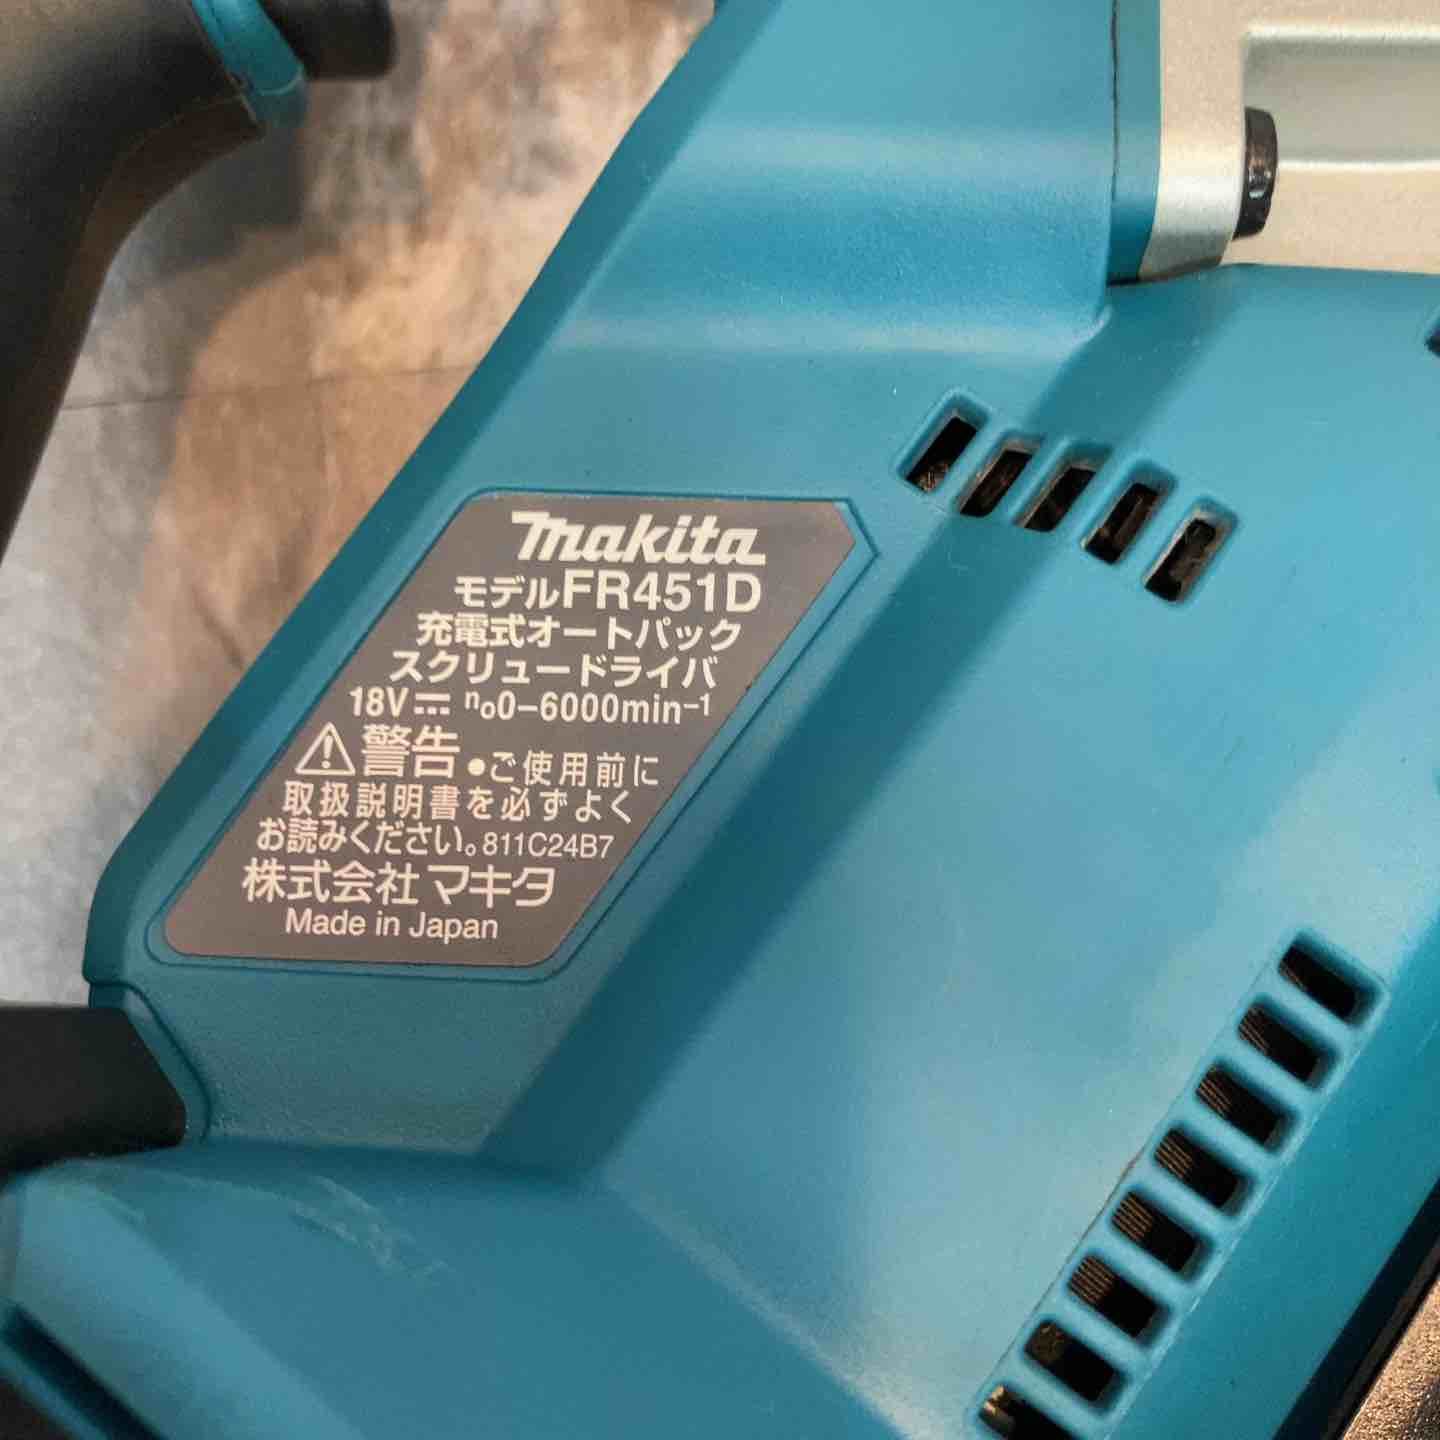 makita
モデルFR451D
充電式オートパック
スクリュードライバ
18V⎓ n₀0-6000min⁻¹
⚠警告 ●ご使用前に
取扱説明書を必ずよく
お読みください。811C24B7
株式会社マキタ
Made in Japan